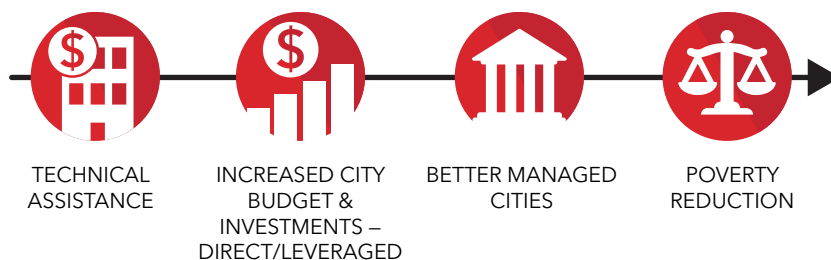 $
$
TECHNICAL
ASSISTANCE
INCREASED CITY
BUDGET &
INVESTMENTS –
DIRECT/LEVERAGED
BETTER MANAGED
CITIES
POVERTY
REDUCTION